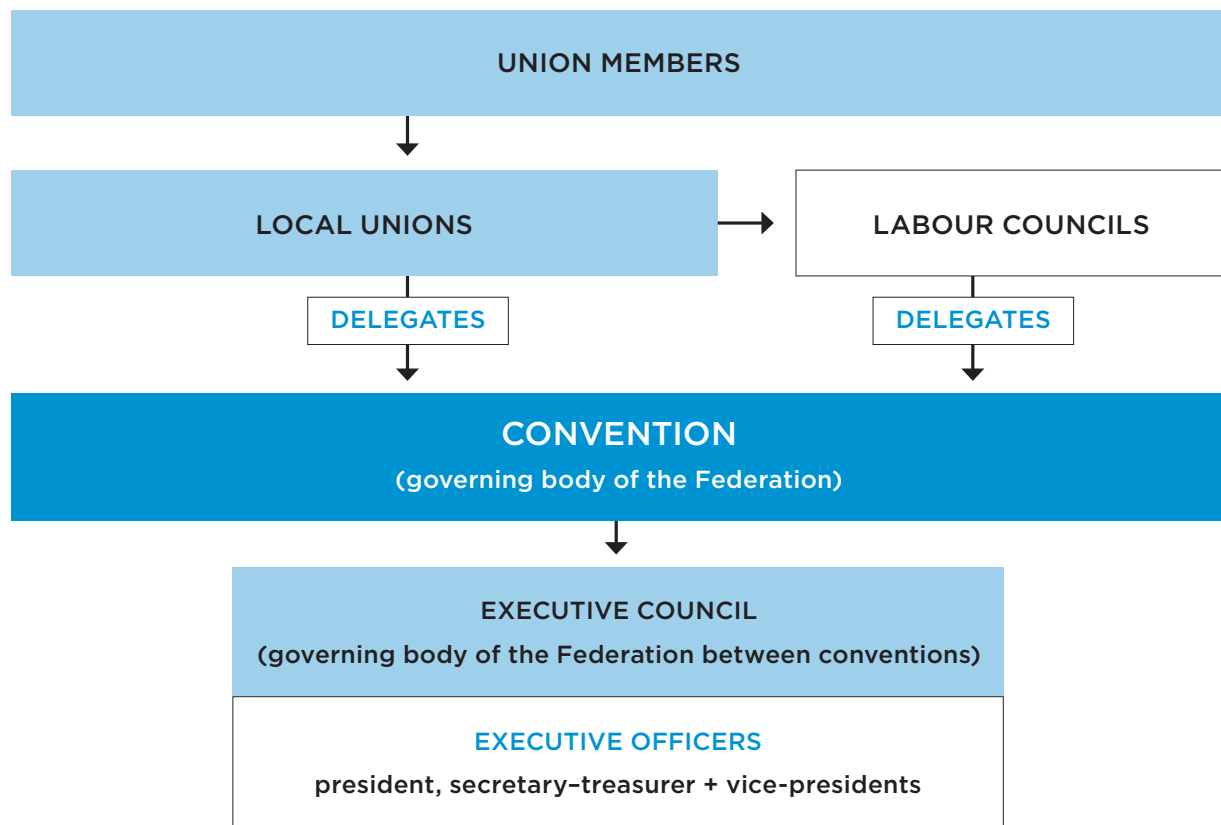 UNION MEMBERS
LOCAL UNIONS
LABOUR COUNCILS
DELEGATES
DELEGATES
CONVENTION
(governing body of the Federation)
EXECUTIVE COUNCIL
(governing body of the Federation between conventions)
EXECUTIVE OFFICERS
president, secretary–treasurer + vice-presidents